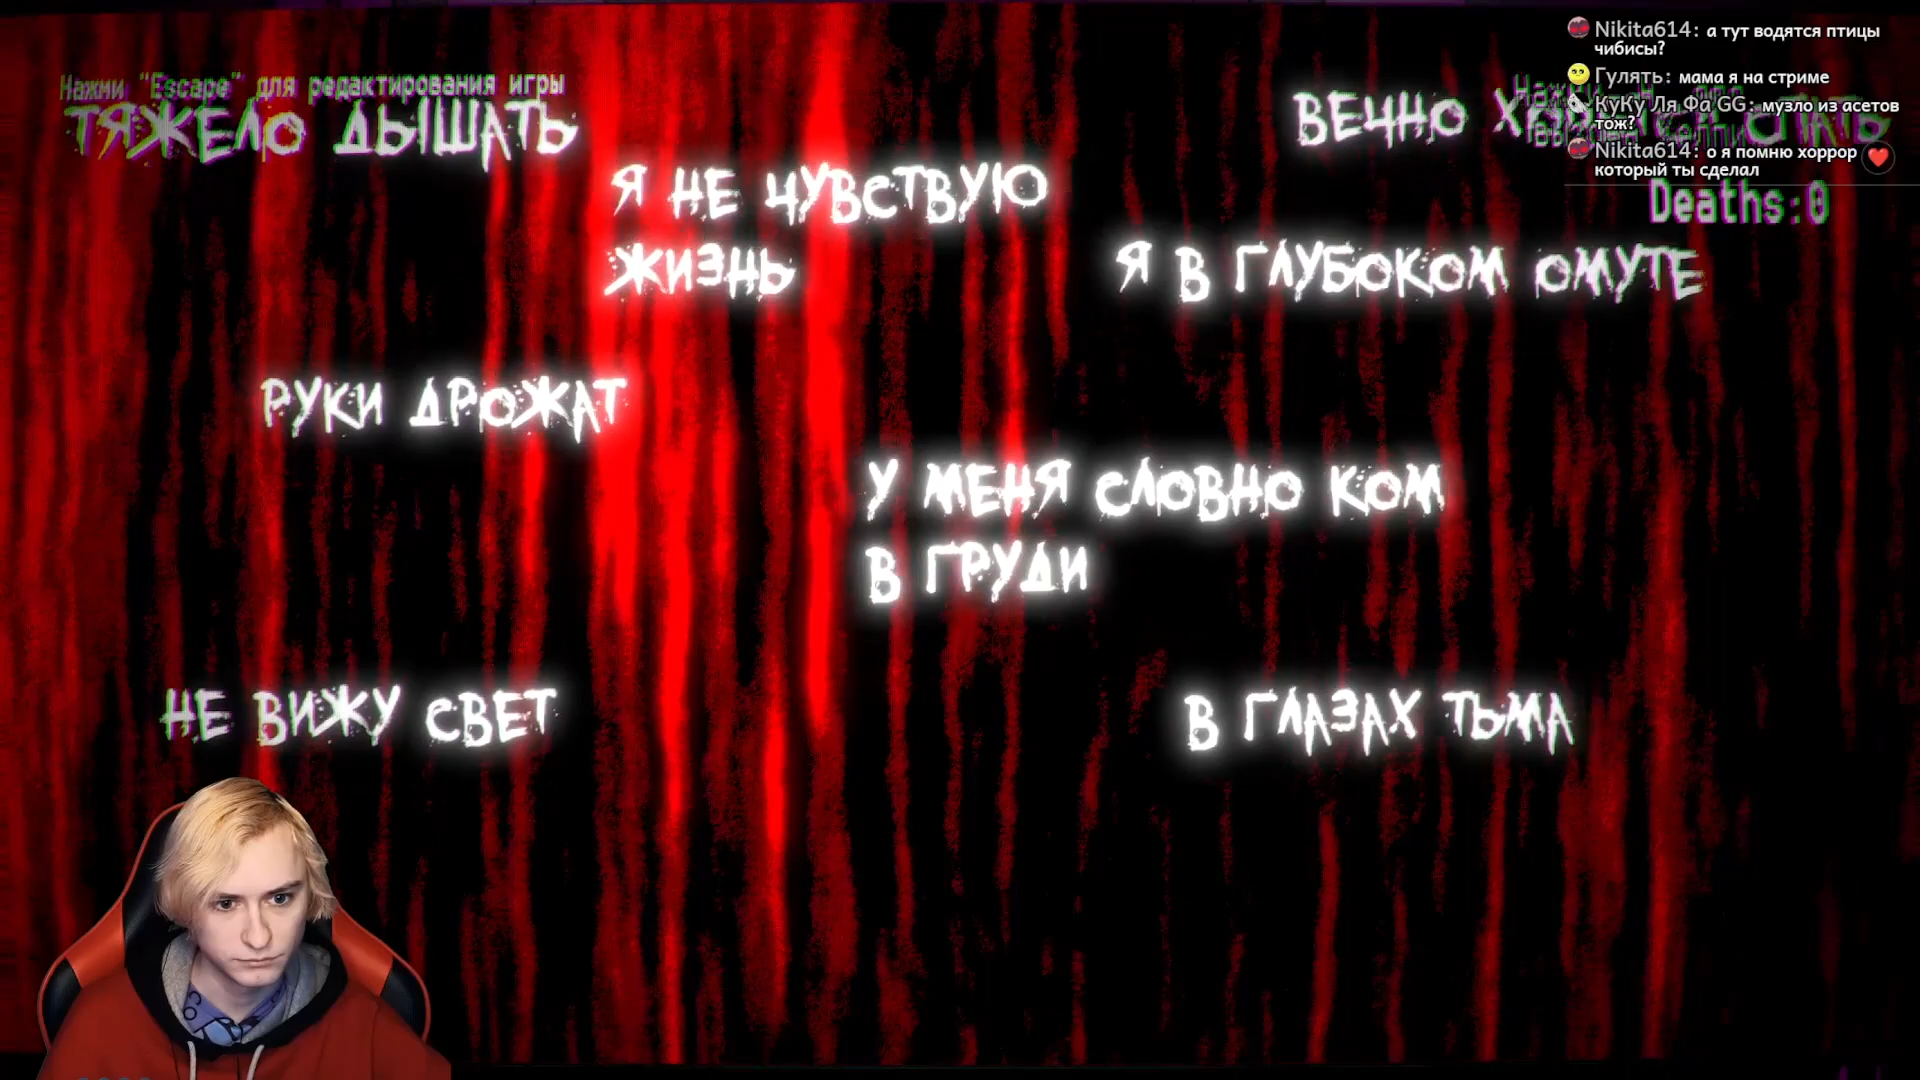 Нажми "Escape" для редактирования игры
ТЯЖЕЛО ДЫШАТЬ
Nikita614: а тут водятся птицы
чибисы?
Гулять: мама я на стриме
КуКу Ля Фа GG: музло из асетов
тож?
Nikita614: о я помню хоррор
который ты сделал
ВЕЧНО СПАТЬ
Deaths:0
Я НЕ ЧУВСТВУЮ
ЖИЗНЬ
Я В ГЛУБОКОМ ОМУТЕ
РУКИ ДРОЖАТ
У МЕНЯ СЛОВНО КОМ
В ГРУДИ
НЕ ВИЖУ СВЕТ
В ГЛАЗАХ ТЬМА